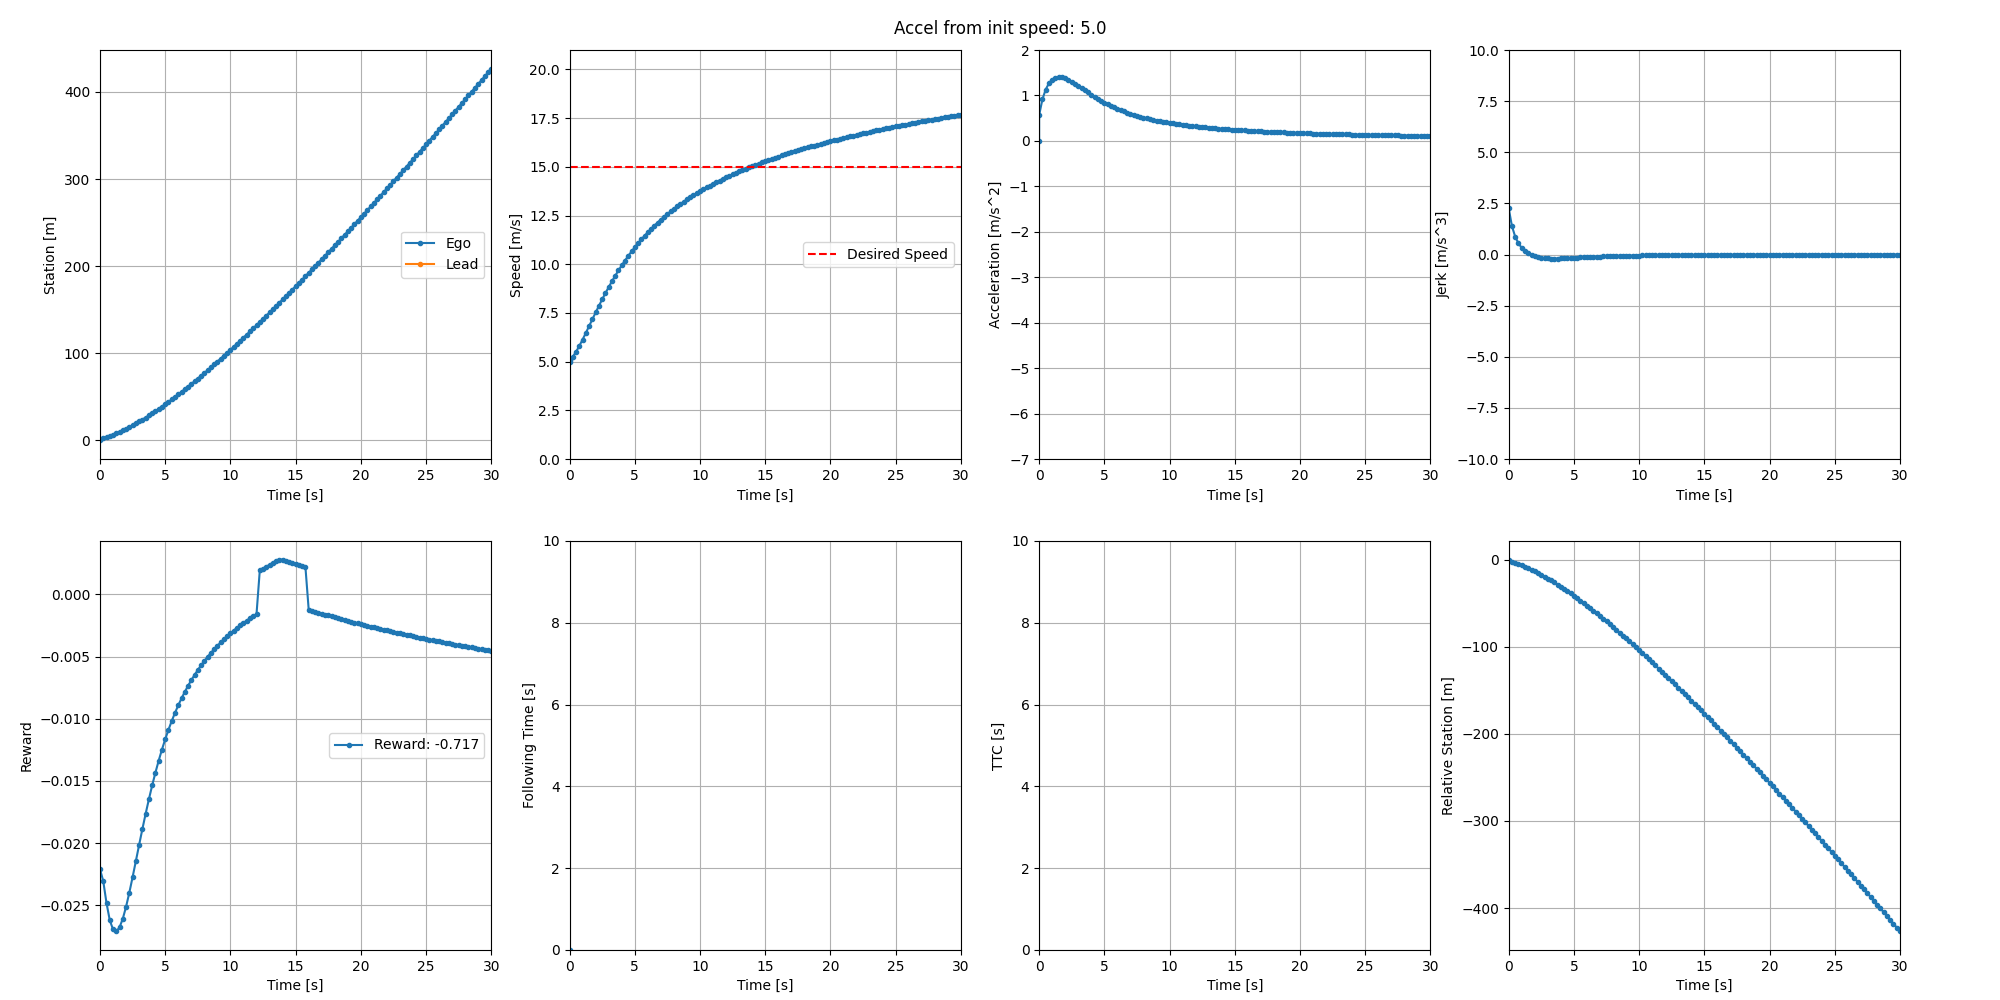 Accel from init speed: 5.0
400
300
200
100
0
0 5 10 15 20 25 30
Time [s]
Station [m]
Ego
Lead
20.0
17.5
15.0
12.5
10.0
7.5
5.0
2.5
0.0
0 5 10 15 20 25 30
Time [s]
Speed [m/s]
Desired Speed
2
1
0
−1
−2
−3
−4
−5
−6
−7
0 5 10 15 20 25 30
Time [s]
Acceleration [m/s^2]
10.0
7.5
5.0
2.5
0.0
−2.5
−5.0
−7.5
−10.0
0 5 10 15 20 25 30
Time [s]
Jerk [m/s^3]
0.000
−0.005
−0.010
−0.015
−0.020
−0.025
0 5 10 15 20 25 30
Time [s]
Reward
Reward: -0.717
10
8
6
4
2
0
0 5 10 15 20 25 30
Time [s]
Following Time [s]
10
8
6
4
2
0
0 5 10 15 20 25 30
Time [s]
TTC [s]
0
−100
−200
−300
−400
0 5 10 15 20 25 30
Time [s]
Relative Station [m]